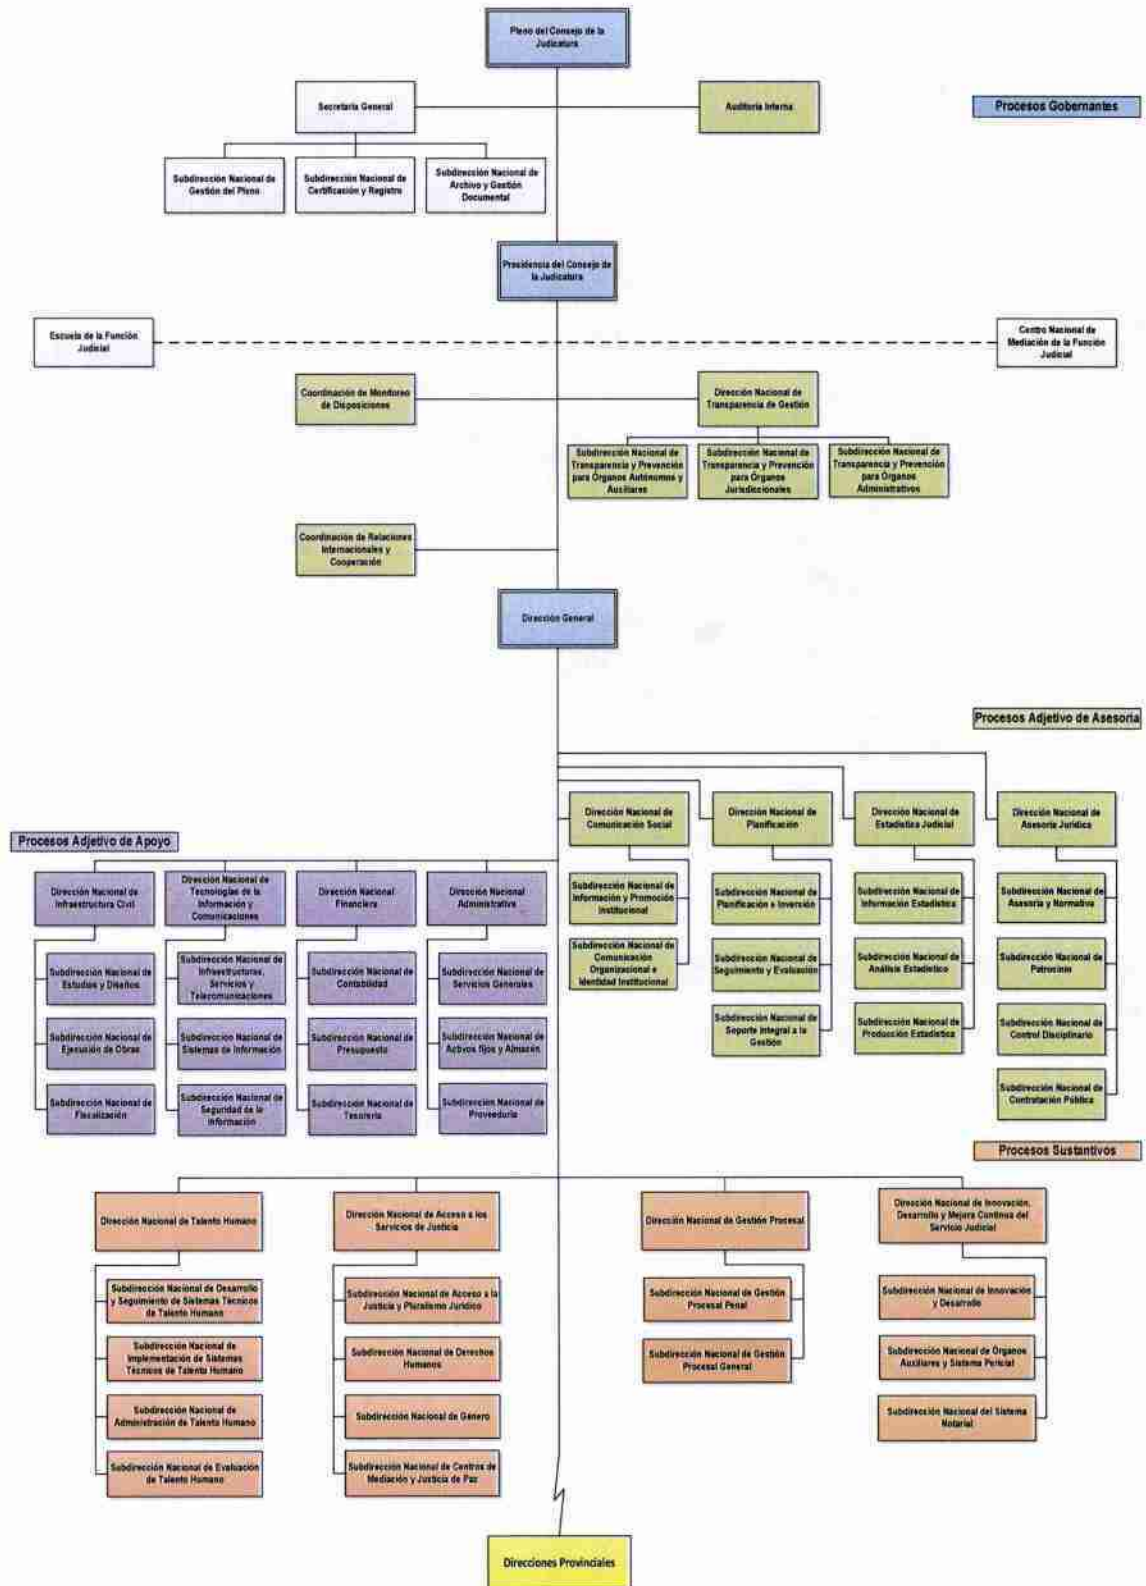 Pleno del Consejo de la
Judicatura
Secretaría General
Auditoría Interna
Procesos Gobernantes
Subdirección Nacional de
Gestión del Pleno
Subdirección Nacional de
Certificación y Registro
Subdirección Nacional de
Archivo y Gestión
Documental
Presidencia del Consejo de
la Judicatura
Escuela de la Función
Judicial
Centro Nacional de
Mediación de la Función
Judicial
Coordinación de Monitoreo
de Disposiciones
Dirección Nacional de
Transparencia de Gestión
Subdirección Nacional de
Transparencia y Prevención
para Órganos Autónomos y
Auxiliares
Subdirección Nacional de
Transparencia y Prevención
para Órganos
Jurisdiccionales
Subdirección Nacional de
Transparencia y Prevención
para Órganos
Administrativos
Coordinación de Relaciones
Internacionales y
Cooperación
Dirección General
Procesos Adjetivo de Asesoría
Dirección Nacional de
Comunicación Social
Dirección Nacional de
Planificación
Dirección Nacional de
Estadística Judicial
Dirección Nacional de
Asesoría Jurídica
Subdirección Nacional de
Información y Promoción
Institucional
Subdirección Nacional de
Planificación e Inversión
Subdirección Nacional de
Información Estadística
Subdirección Nacional de
Asesoría y Normativa
Subdirección Nacional de
Comunicación
Organizacional e
Identidad Institucional
Subdirección Nacional de
Seguimiento y Evaluación
Subdirección Nacional de
Análisis Estadístico
Subdirección Nacional de
Patrocinio
Subdirección Nacional de
Soporte Integral a la
Gestión
Subdirección Nacional de
Producción Estadística
Subdirección Nacional de
Control Disciplinario
Subdirección Nacional de
Contratación Pública
Procesos Adjetivo de Apoyo
Dirección Nacional de
Infraestructura Civil
Dirección Nacional de
Tecnologías de la
Información y
Comunicaciones
Dirección Nacional
Financiera
Dirección Nacional
Administrativa
Subdirección Nacional de
Estudios y Diseños
Subdirección Nacional de
Infraestructuras,
Servicios y
Telecomunicaciones
Subdirección Nacional de
Contabilidad
Subdirección Nacional de
Servicios Generales
Subdirección Nacional de
Ejecución de Obras
Subdirección Nacional de
Sistemas de Información
Subdirección Nacional de
Presupuesto
Subdirección Nacional de
Activos fijos y Almacén
Subdirección Nacional de
Fiscalización
Subdirección Nacional de
Seguridad de la
Información
Subdirección Nacional de
Tesorería
Subdirección Nacional de
Proveeduría
Procesos Sustantivos
Dirección Nacional de Talento Humano
Dirección Nacional de Acceso a los
Servicios de Justicia
Dirección Nacional de Gestión Procesal
Dirección Nacional de Innovación,
Desarrollo y Mejora Continua del
Servicio Judicial
Subdirección Nacional de Desarrollo
y Seguimiento de Sistemas Técnicos
de Talento Humano
Subdirección Nacional de Acceso a la
Justicia y Pluralismo Jurídico
Subdirección Nacional de Gestión
Procesal Penal
Subdirección Nacional de Innovación
y Desarrollo
Subdirección Nacional de
Implementación de Sistemas
Técnicos de Talento Humano
Subdirección Nacional de Derechos
Humanos
Subdirección Nacional de Gestión
Procesal General
Subdirección Nacional de Órganos
Auxiliares y Sistema Pericial
Subdirección Nacional de
Administración de Talento Humano
Subdirección Nacional de Género
Subdirección Nacional del Sistema
Notarial
Subdirección Nacional de Evaluación
de Talento Humano
Subdirección Nacional de Centros de
Mediación y Justicia de Paz
Direcciones Provinciales